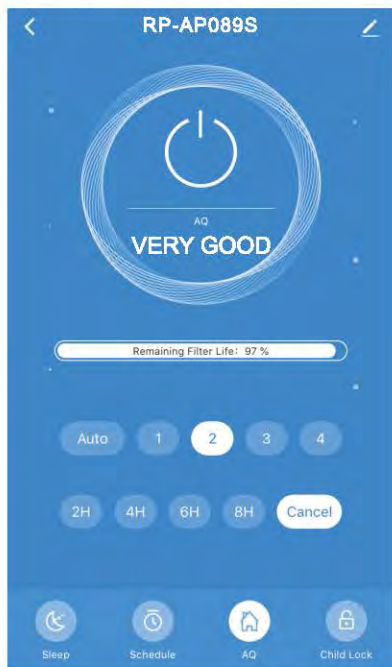 RP-AP089S
AQ
VERY GOOD
Remaining Filter Life: 97 %
Auto 1 2 3 4
2H 4H 6H 8H Cancel
Sleep Schedule AQ Child Lock